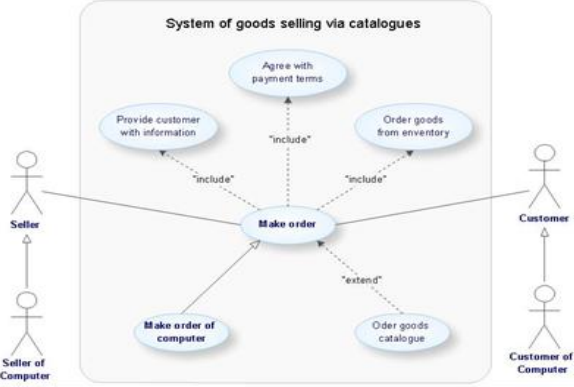 System of goods selling via catalogues
Agree with
payment terms
Provide customer
with information
Order goods
from enventory
"include"
"include"
"include"
Seller
Make order
Customer
"extend"
Make order of
computer
Oder goods
catalogue
Seller of
Computer
Customer of
Computer